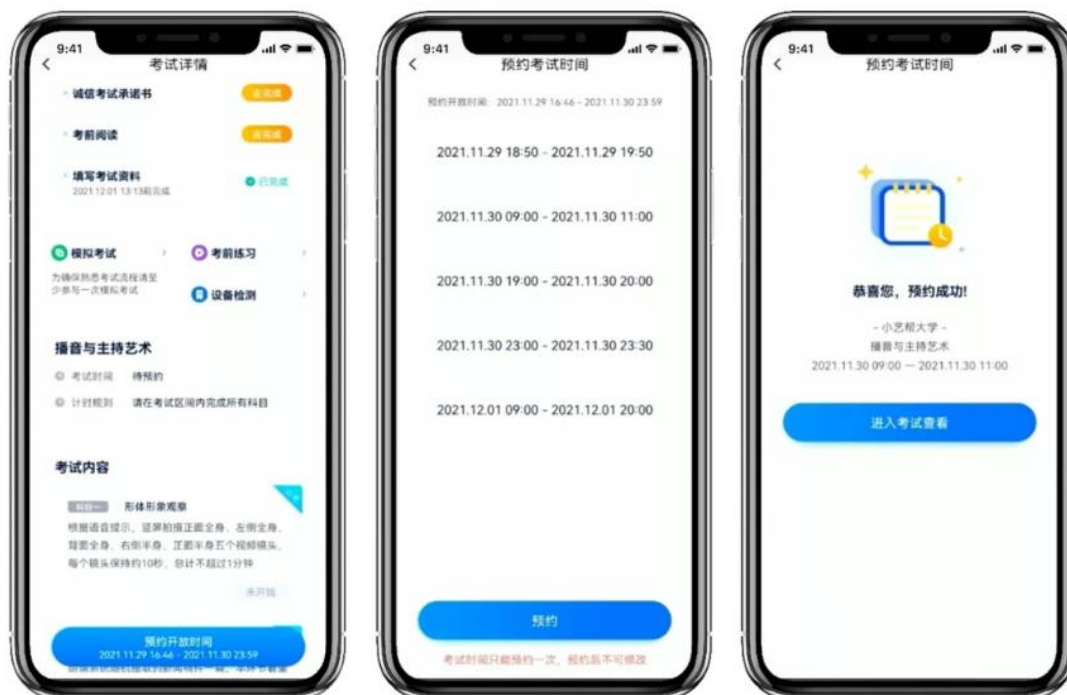 9:41
考试详情
诚信考试承诺书
去完成
考前阅读
去完成
填写考试资料
2021.12.01 13:13前完成
已完成
模拟考试
为确保熟悉考试流程请至
少参与一次模拟考试
考前练习
设备检测
播音与主持艺术
考试时间 待预约
计时规则 请在考试区间内完成所有科目
考试内容
科目一 形体形象观察
根据语音提示，竖屏拍摄正面全身、左侧全身、
背面全身、右侧半身、正面半身五个视频镜头，
每个镜头保持约10秒，总计不超过1分钟
未开始
预约开放时间
2021.11.29 16:46 - 2021.11.30 23:59
9:41
预约考试时间
预约开放时间：2021.11.29 16:46 - 2021.11.30 23:59
2021.11.29 18:50 - 2021.11.29 19:50
2021.11.30 09:00 - 2021.11.30 11:00
2021.11.30 19:00 - 2021.11.30 20:00
2021.11.30 23:00 - 2021.11.30 23:30
2021.12.01 09:00 - 2021.12.01 20:00
预约
考试时间只能预约一次，预约后不可修改
9:41
预约考试时间
恭喜您，预约成功!
- 小艺帮大学 -
播音与主持艺术
2021.11.30 09:00 — 2021.11.30 11:00
进入考试查看